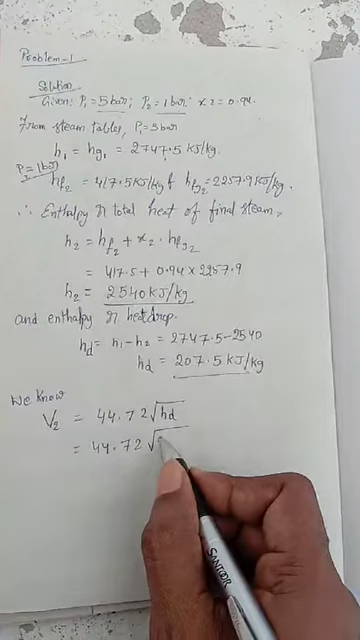 Problem-1
Solution
Given: P₁ = 5 bar; P₂ = 1 bar; x₂ = 0.94.
From steam tables, P₁ = 5 bar
h₁ = hg₁ = 2747.5 KJ/kg.
P₂ = 1 bar
hf₂ = 417.5 KJ/kg & hfg₂ = 2257.9 KJ/kg.
∴ Enthalpy or total heat of final steam,
h₂ = hf₂ + x₂ · hfg₂
= 417.5 + 0.94 × 2257.9
h₂ = 2540 KJ/kg
and enthalpy or heat drop.
hd = h₁ - h₂ = 2747.5 - 2540
hd = 207.5 KJ/kg
We Know
V₂ = 44.72 √hd
= 44.72 √
SANTOOR